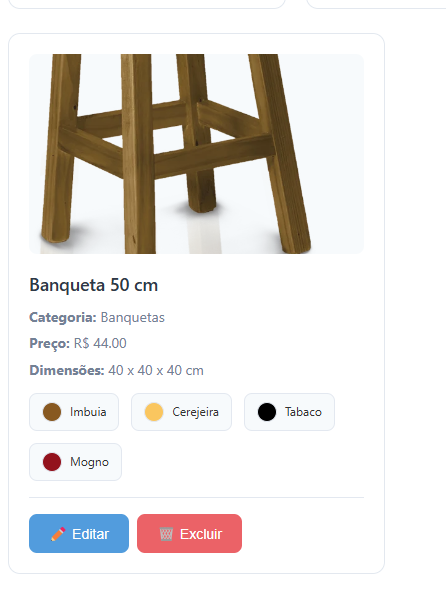 Banqueta 50 cm
Categoria: Banquetas
Preço: R$ 44.00
Dimensões: 40 x 40 x 40 cm
Imbuia Cerejeira Tabaco
Mogno
Editar Excluir